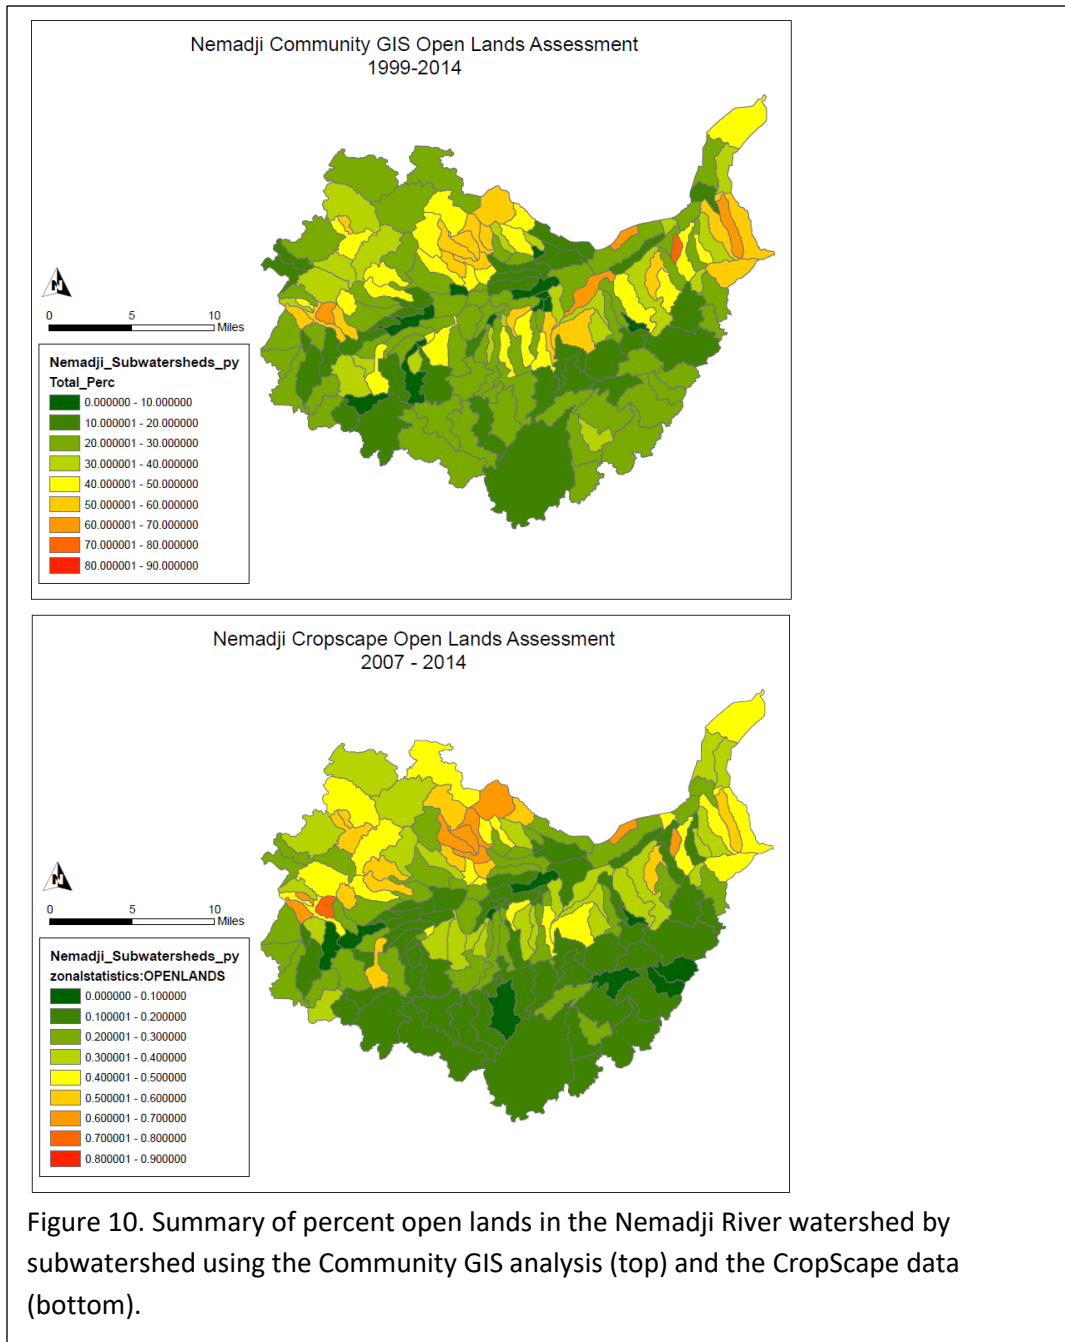 Nemadji Community GIS Open Lands Assessment
1999-2014
N
0 5 10
Miles
Nemadji_Subwatersheds_py
Total_Perc
0.000000 - 10.000000
10.000001 - 20.000000
20.000001 - 30.000000
30.000001 - 40.000000
40.000001 - 50.000000
50.000001 - 60.000000
60.000001 - 70.000000
70.000001 - 80.000000
80.000001 - 90.000000
Nemadji Cropscape Open Lands Assessment
2007 - 2014
N
0 5 10
Miles
Nemadji_Subwatersheds_py
zonalstatistics:OPENLANDS
0.000000 - 0.100000
0.100001 - 0.200000
0.200001 - 0.300000
0.300001 - 0.400000
0.400001 - 0.500000
0.500001 - 0.600000
0.600001 - 0.700000
0.700001 - 0.800000
0.800001 - 0.900000
Figure 10. Summary of percent open lands in the Nemadji River watershed by
subwatershed using the Community GIS analysis (top) and the CropScape data
(bottom).